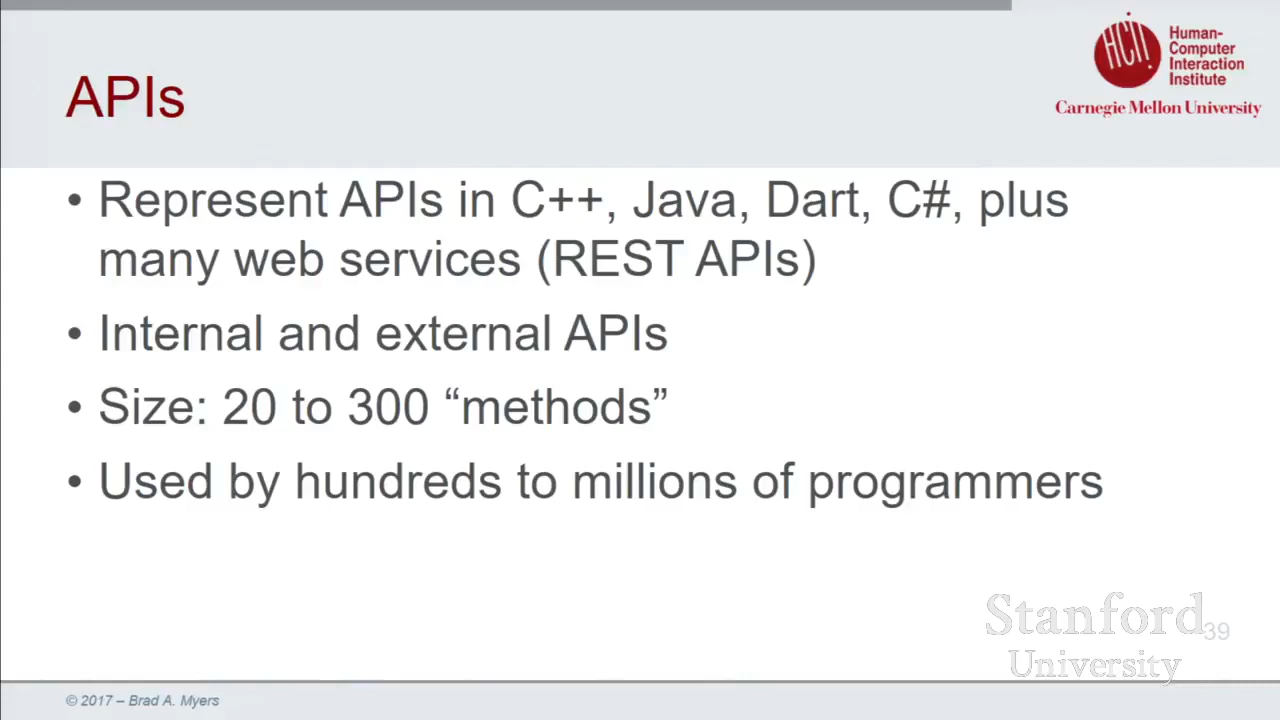 HCII
Human-
Computer
Interaction
Institute
Carnegie Mellon University
APIs
• Represent APIs in C++, Java, Dart, C#, plus
many web services (REST APIs)
• Internal and external APIs
• Size: 20 to 300 “methods”
• Used by hundreds to millions of programmers
Stanford
University
39
© 2017 – Brad A. Myers